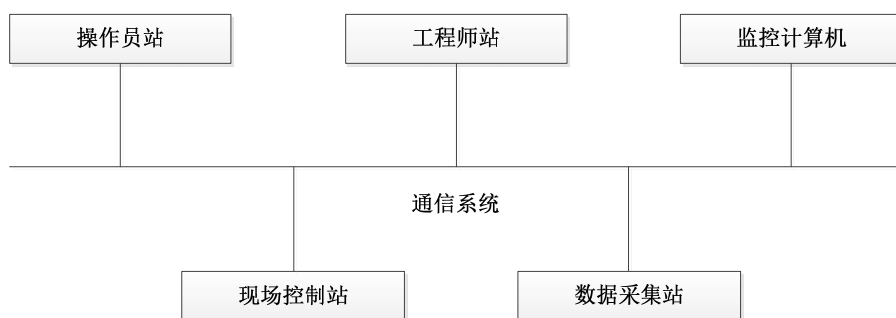 操作员站
工程师站
监控计算机
通信系统
现场控制站
数据采集站